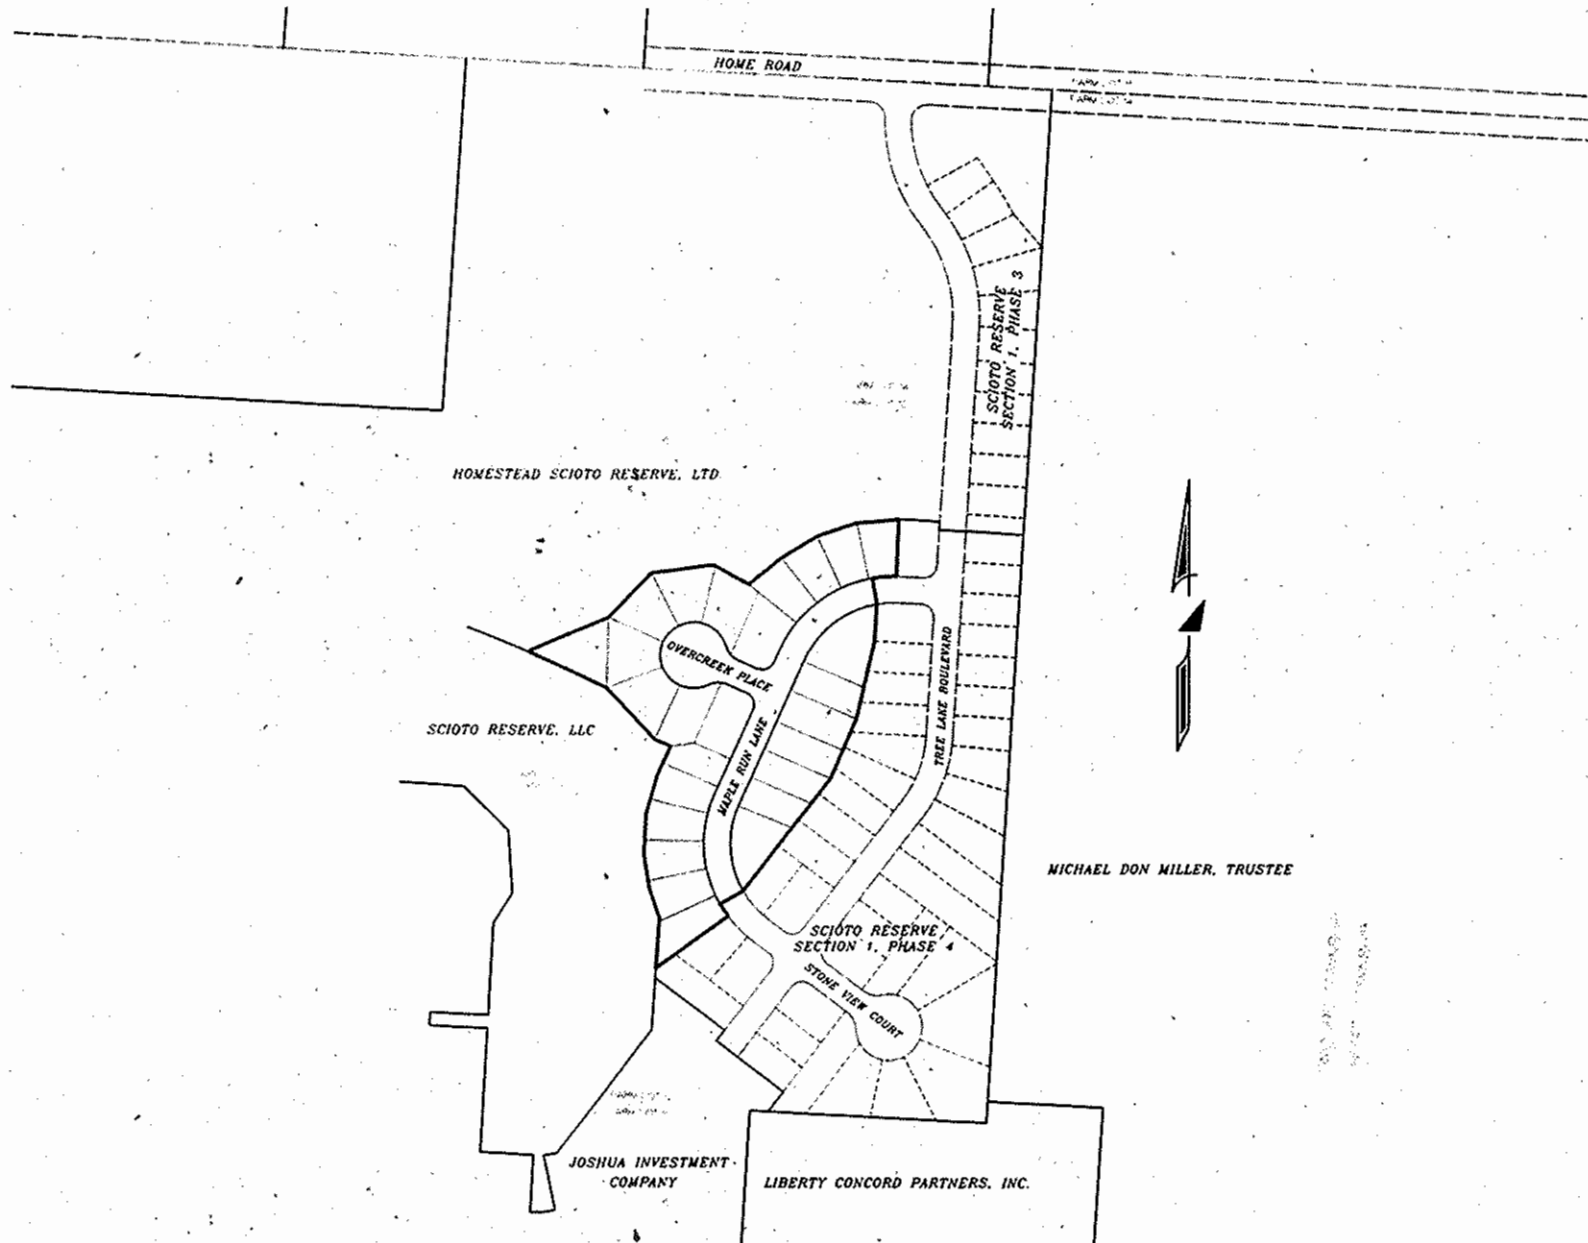 HOME ROAD
SCIOTO RESERVE
SECTION 1, PHASE 3
HOMESTEAD SCIOTO RESERVE, LTD.
OVERCREEK PLACE
TREE LAKE BOULEVARD
SCIOTO RESERVE, LLC
MAPLE RUN LANE
MICHAEL DON MILLER, TRUSTEE
SCIOTO RESERVE
SECTION 1, PHASE 4
STONE VIEW COURT
JOSHUA INVESTMENT
COMPANY
LIBERTY CONCORD PARTNERS, INC.